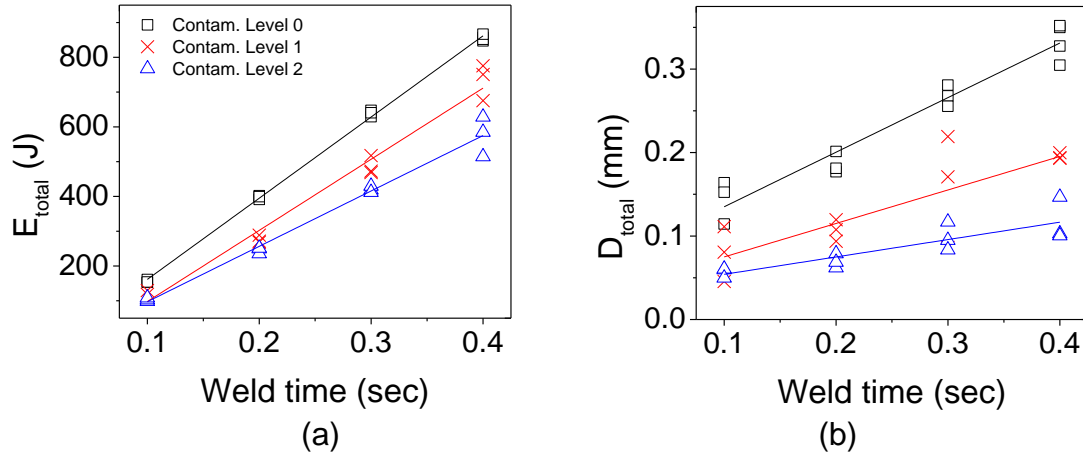 Contam. Level 0
Contam. Level 1
Contam. Level 2
E_total (J)
800
600
400
200
0.1 0.2 0.3 0.4
Weld time (sec)
(a)
D_total (mm)
0.3
0.2
0.1
0.0
0.1 0.2 0.3 0.4
Weld time (sec)
(b)